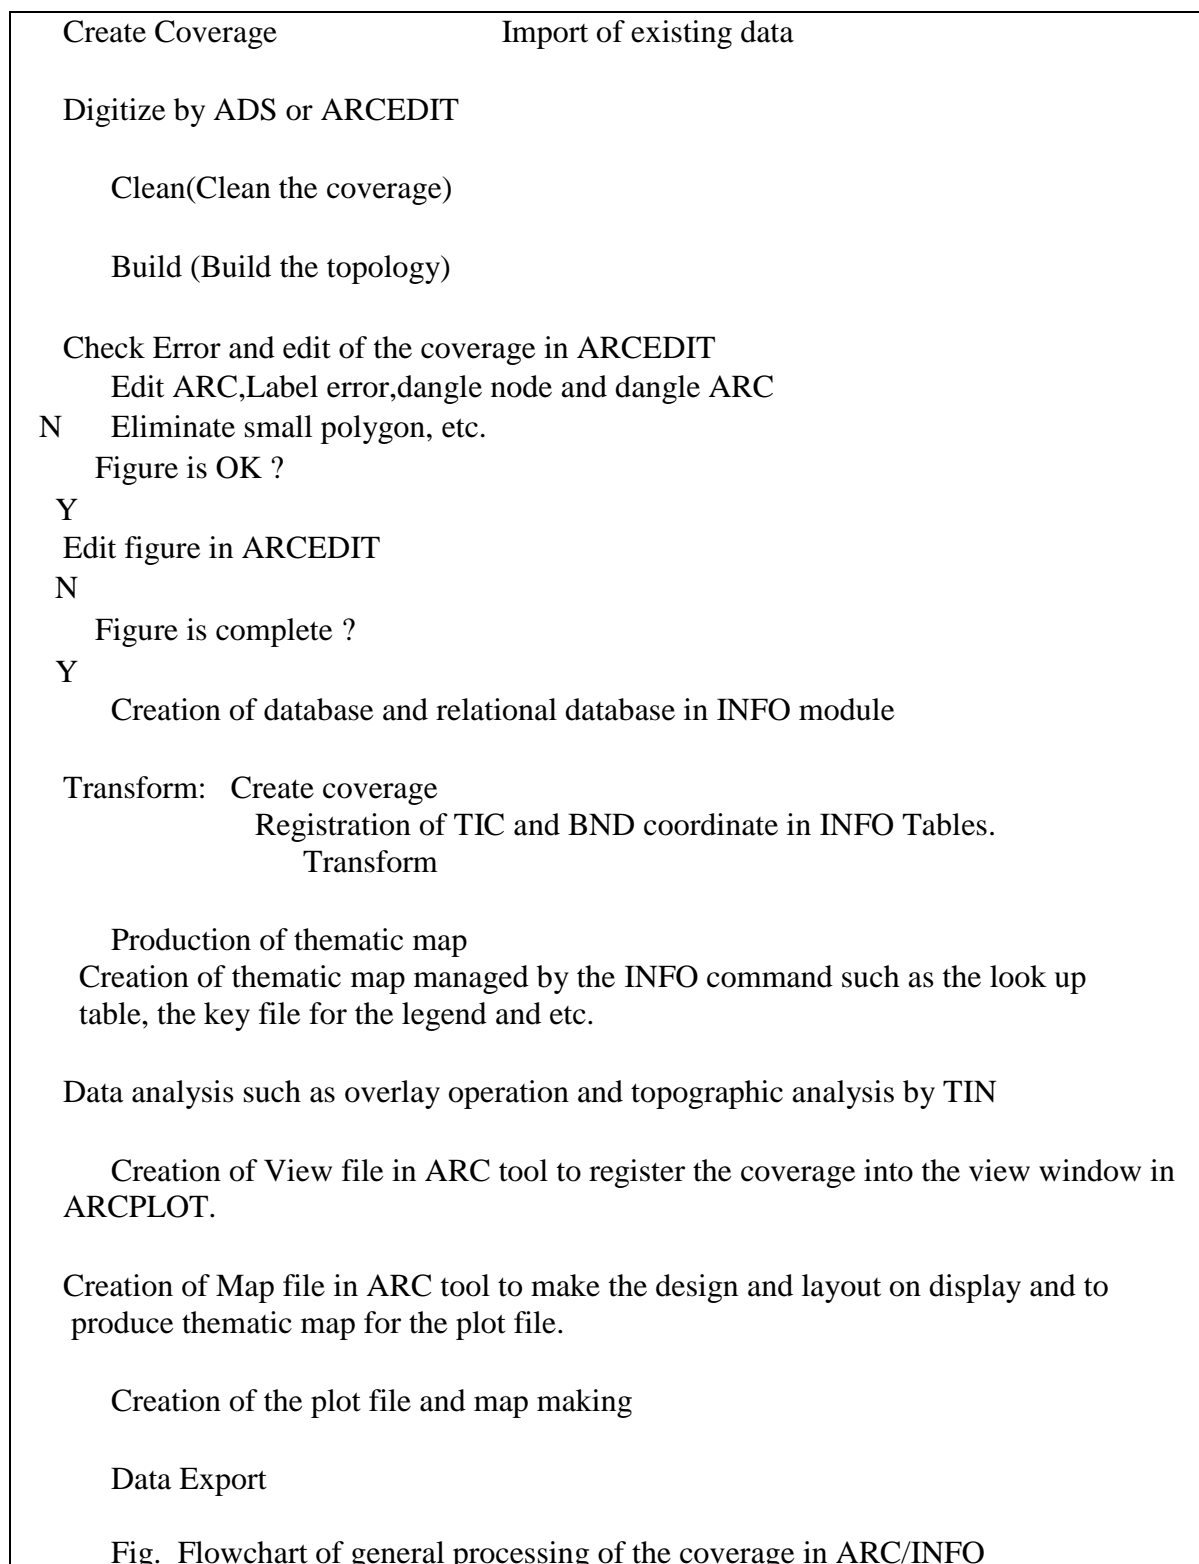 Create Coverage Import of existing data
Digitize by ADS or ARCEDIT
Clean(Clean the coverage)
Build (Build the topology)
Check Error and edit of the coverage in ARCEDIT
Edit ARC,Label error,dangle node and dangle ARC
N Eliminate small polygon, etc.
Figure is OK ?
Y
Edit figure in ARCEDIT
N
Figure is complete ?
Y
Creation of database and relational database in INFO module
Transform: Create coverage
Registration of TIC and BND coordinate in INFO Tables.
Transform
Production of thematic map
Creation of thematic map managed by the INFO command such as the look up
table, the key file for the legend and etc.
Data analysis such as overlay operation and topographic analysis by TIN
Creation of View file in ARC tool to register the coverage into the view window in
ARCPLOT.
Creation of Map file in ARC tool to make the design and layout on display and to
produce thematic map for the plot file.
Creation of the plot file and map making
Data Export
Fig. Flowchart of general processing of the coverage in ARC/INFO